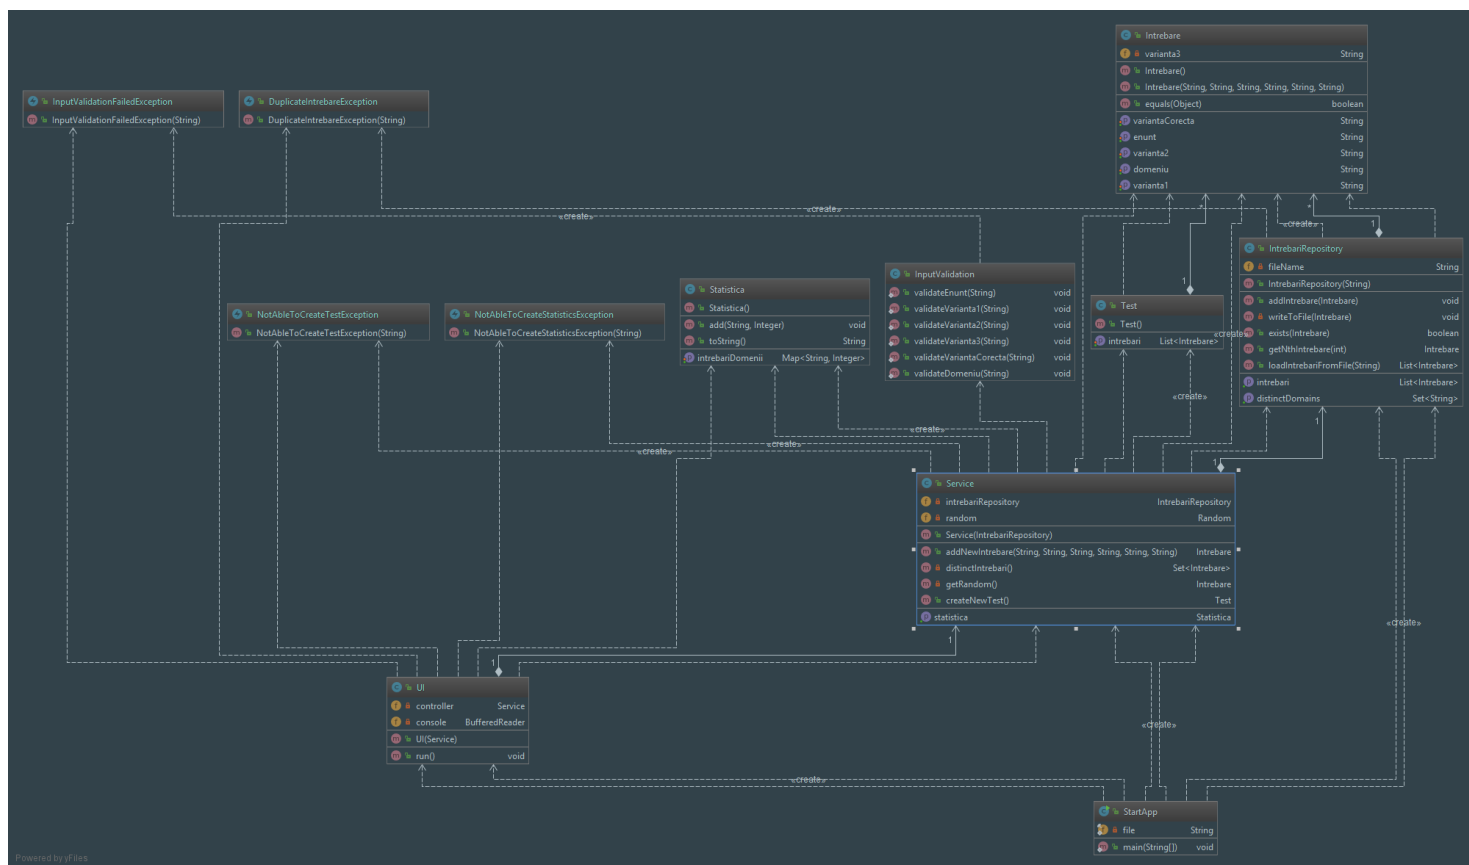 Intrebare
varianta3 String
Intrebare()
Intrebare(String, String, String, String, String, String)
equals(Object) boolean
variantaCorecta String
enunt String
varianta2 String
domeniu String
varianta1 String
InputValidationFailedException
InputValidationFailedException(String)
DuplicateIntrebareException
DuplicateIntrebareException(String)
«create»
«create»
*
*
«create»
1
IntrebariRepository
fileName String
IntrebariRepository(String)
addIntrebare(Intrebare) void
writeToFile(Intrebare) void
exists(Intrebare) boolean
getNthIntrebare(int) Intrebare
loadIntrebariFromFile(String) List<Intrebare>
intrebari List<Intrebare>
distinctDomains Set<String>
InputValidation
validateEnunt(String) void
validateVarianta1(String) void
validateVarianta2(String) void
validateVarianta3(String) void
validateVariantaCorecta(String) void
validateDomeniu(String) void
Statistica
Statistica()
add(String, Integer) void
toString() String
intrebariDomenii Map<String, Integer>
1
Test
Test()
intrebari List<Intrebare>
«create»
NotAbleToCreateTestException
NotAbleToCreateTestException(String)
NotAbleToCreateStatisticsException
NotAbleToCreateStatisticsException(String)
«create»
1
«create»
«create»
«create»
1
Service
intrebariRepository IntrebariRepository
random Random
Service(IntrebariRepository)
addNewIntrebare(String, String, String, String, String, String) Intrebare
distinctIntrebari() Set<Intrebare>
getRandom() Intrebare
createNewTest() Test
statistica Statistica
«create»
1
1
UI
controller Service
console BufferedReader
UI(Service)
run() void
«create»
«create»
StartApp
file String
main(String[]) void
Powered by yFiles